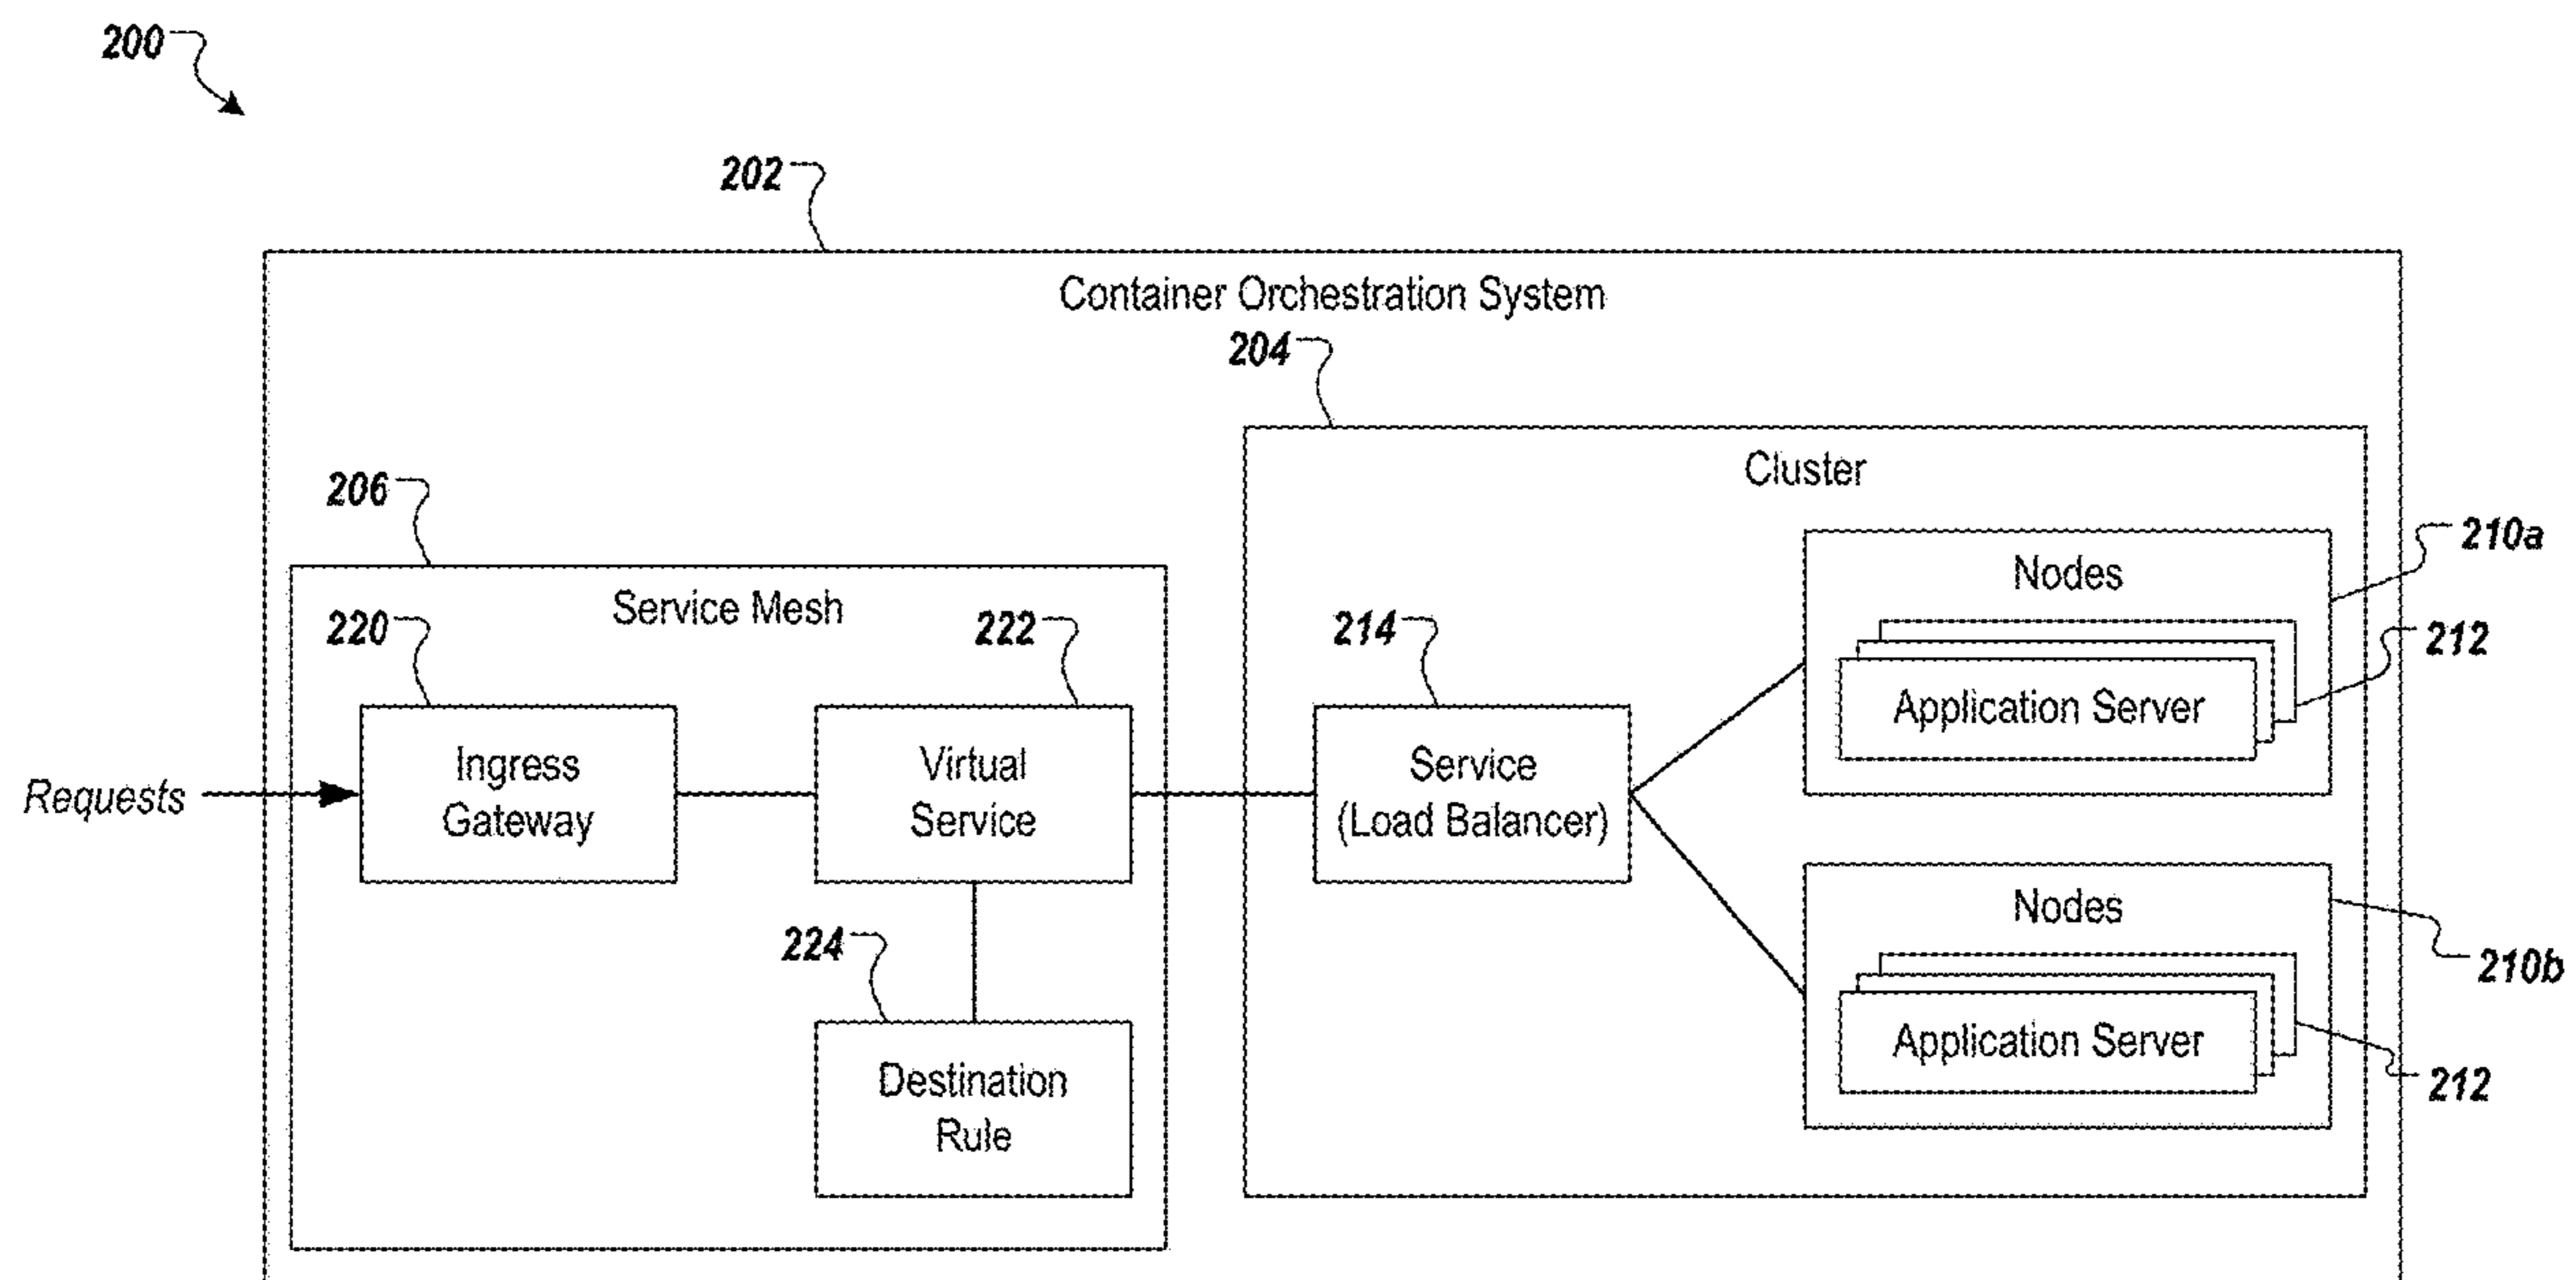 200
202
Container Orchestration System
204
Cluster
206
Service Mesh
220
222
214
210a
Nodes
212
Application Server
Requests
Ingress
Gateway
Virtual
Service
Service
(Load Balancer)
224
Destination
Rule
Nodes
210b
Application Server
212